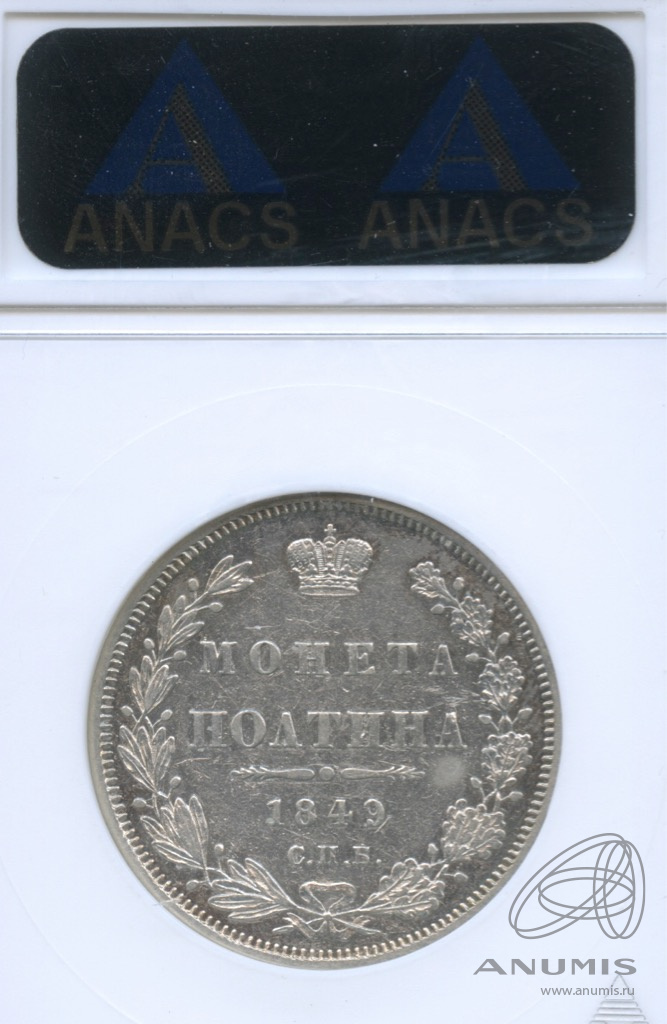 ANACS ANACS
МОНЕТА
ПОЛТИНА
1849
С.П.Б.
ANUMIS
www.anumis.ru